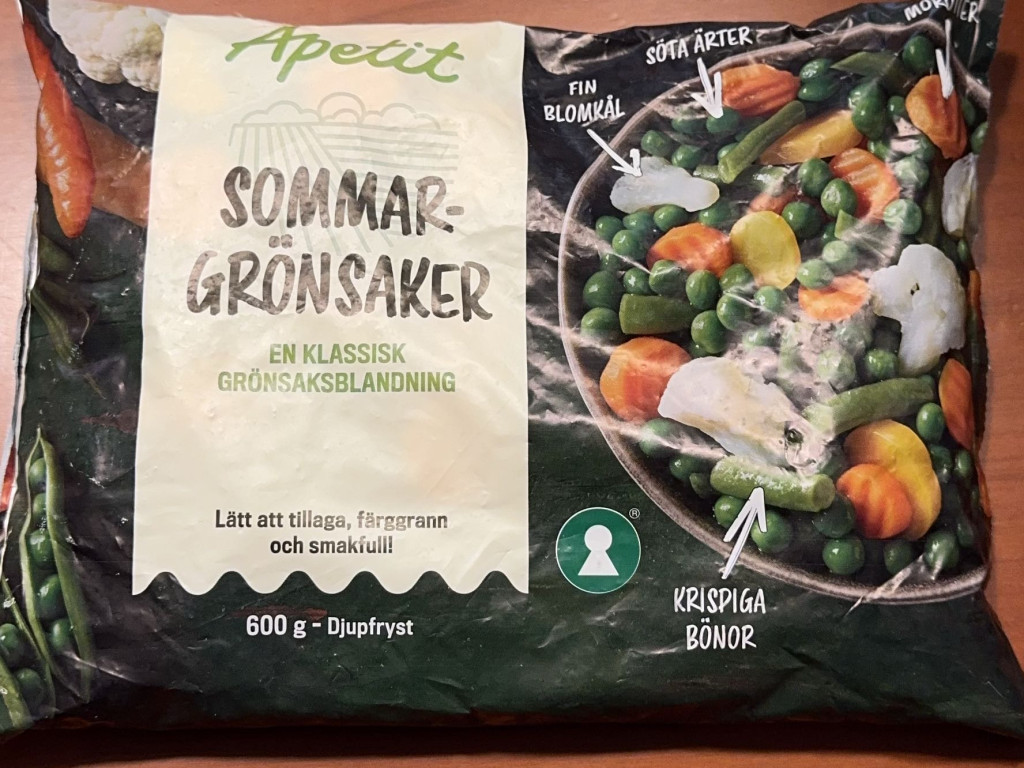 Apetit
SOMMAR-
GRÖNSAKER
EN KLASSISK
GRÖNSAKSBLANDNING
Lätt att tillaga, färggrann
och smakfull!
600 g - Djupfryst
FIN
BLOMKÅL
SÖTA ÄRTER
®
KRISPIGA
BÖNOR